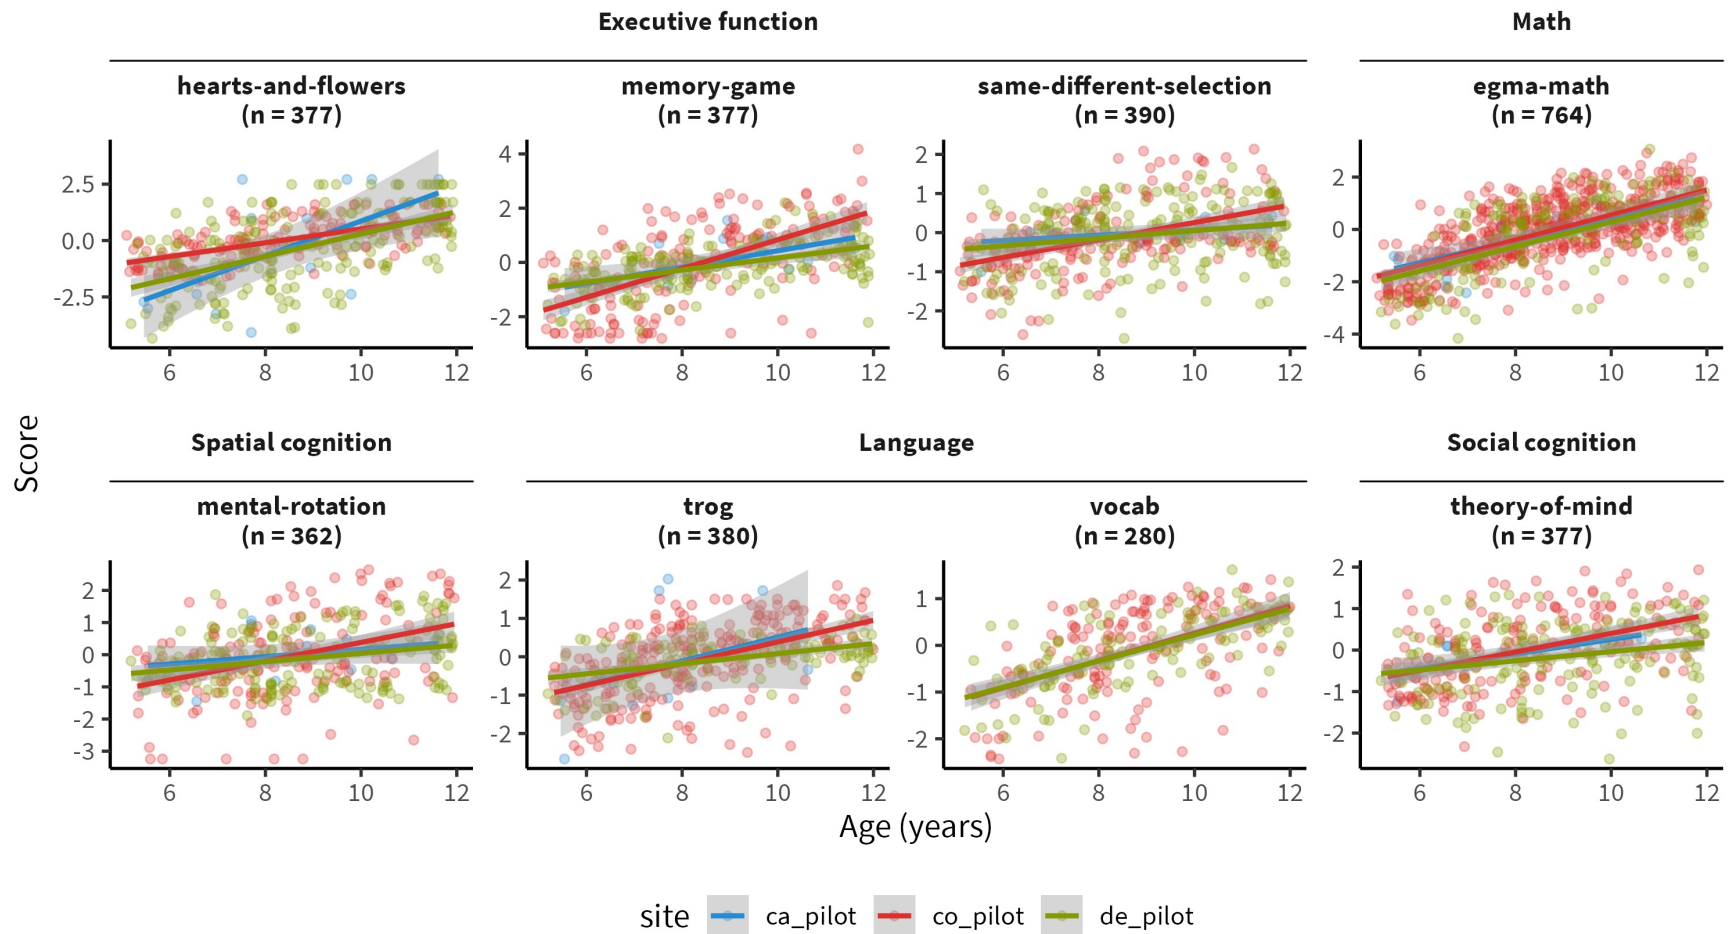 Executive function
Math
hearts-and-flowers
(n = 377)
memory-game
(n = 377)
same-different-selection
(n = 390)
egma-math
(n = 764)
2.5
0.0
-2.5
6 8 10 12
4
2
0
-2
6 8 10 12
2
1
0
-1
-2
6 8 10 12
2
0
-2
-4
6 8 10 12
Score
Spatial cognition
Language
Social cognition
mental-rotation
(n = 362)
trog
(n = 380)
vocab
(n = 280)
theory-of-mind
(n = 377)
2
1
0
-1
-2
-3
6 8 10 12
2
1
0
-1
-2
6 8 10 12
1
0
-1
-2
6 8 10 12
2
1
0
-1
-2
6 8 10 12
Age (years)
site ca_pilot co_pilot de_pilot